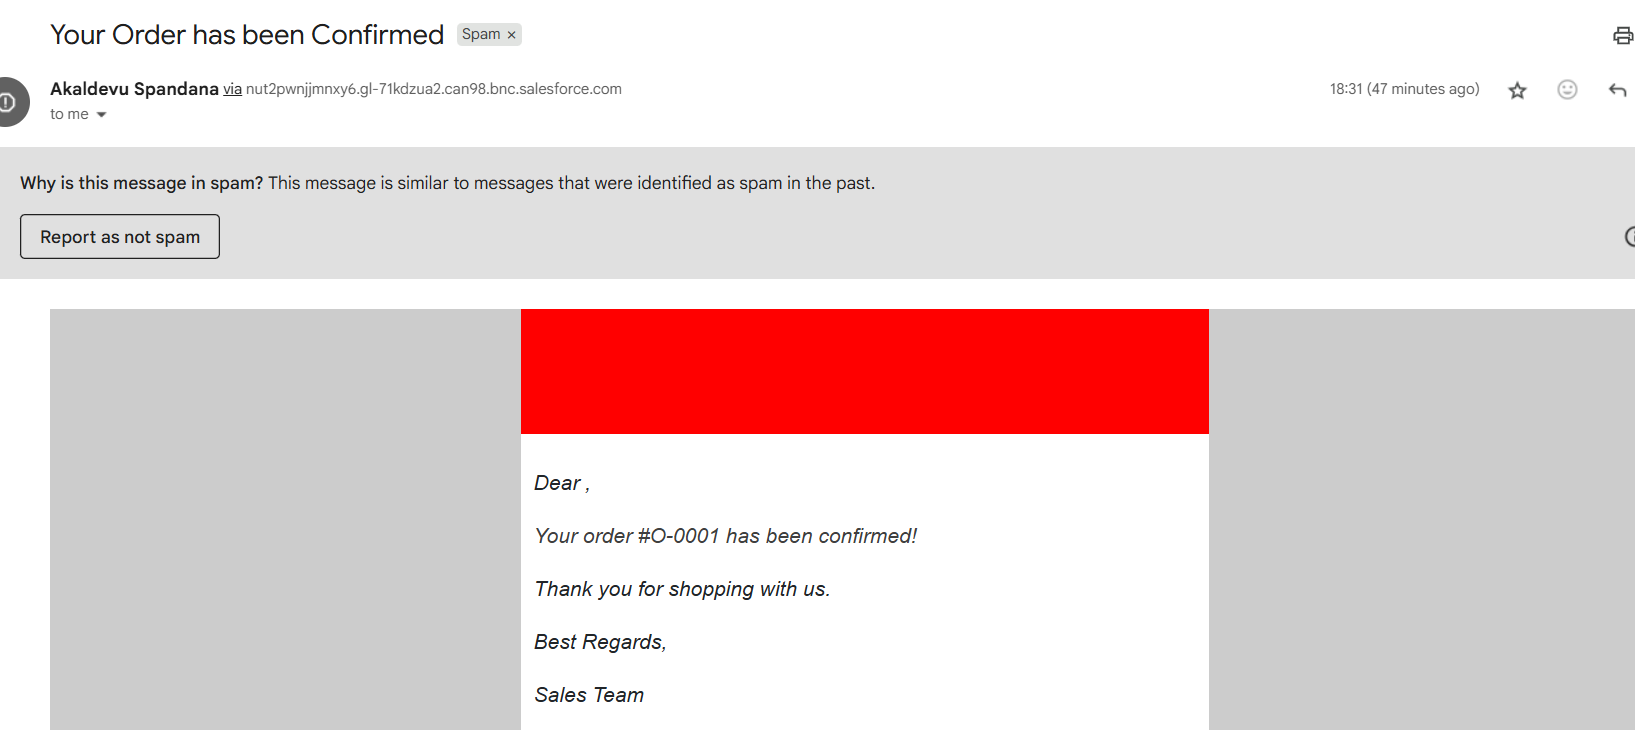 Your Order has been Confirmed Spam ×
Akaldevu Spandana via nut2pwnjjmnxy6.gl-71kdzua2.can98.bnc.salesforce.com 18:31 (47 minutes ago)
to me
Why is this message in spam? This message is similar to messages that were identified as spam in the past.
Report as not spam
Dear ,
Your order #O-0001 has been confirmed!
Thank you for shopping with us.
Best Regards,
Sales Team